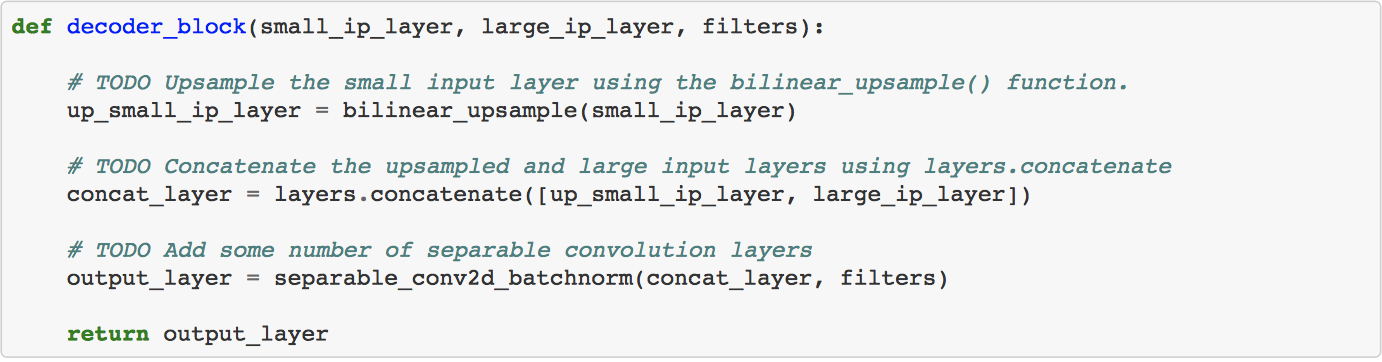 def decoder_block(small_ip_layer, large_ip_layer, filters):
# TODO Upsample the small input layer using the bilinear_upsample() function.
up_small_ip_layer = bilinear_upsample(small_ip_layer)
# TODO Concatenate the upsampled and large input layers using layers.concatenate
concat_layer = layers.concatenate([up_small_ip_layer, large_ip_layer])
# TODO Add some number of separable convolution layers
output_layer = separable_conv2d_batchnorm(concat_layer, filters)
return output_layer